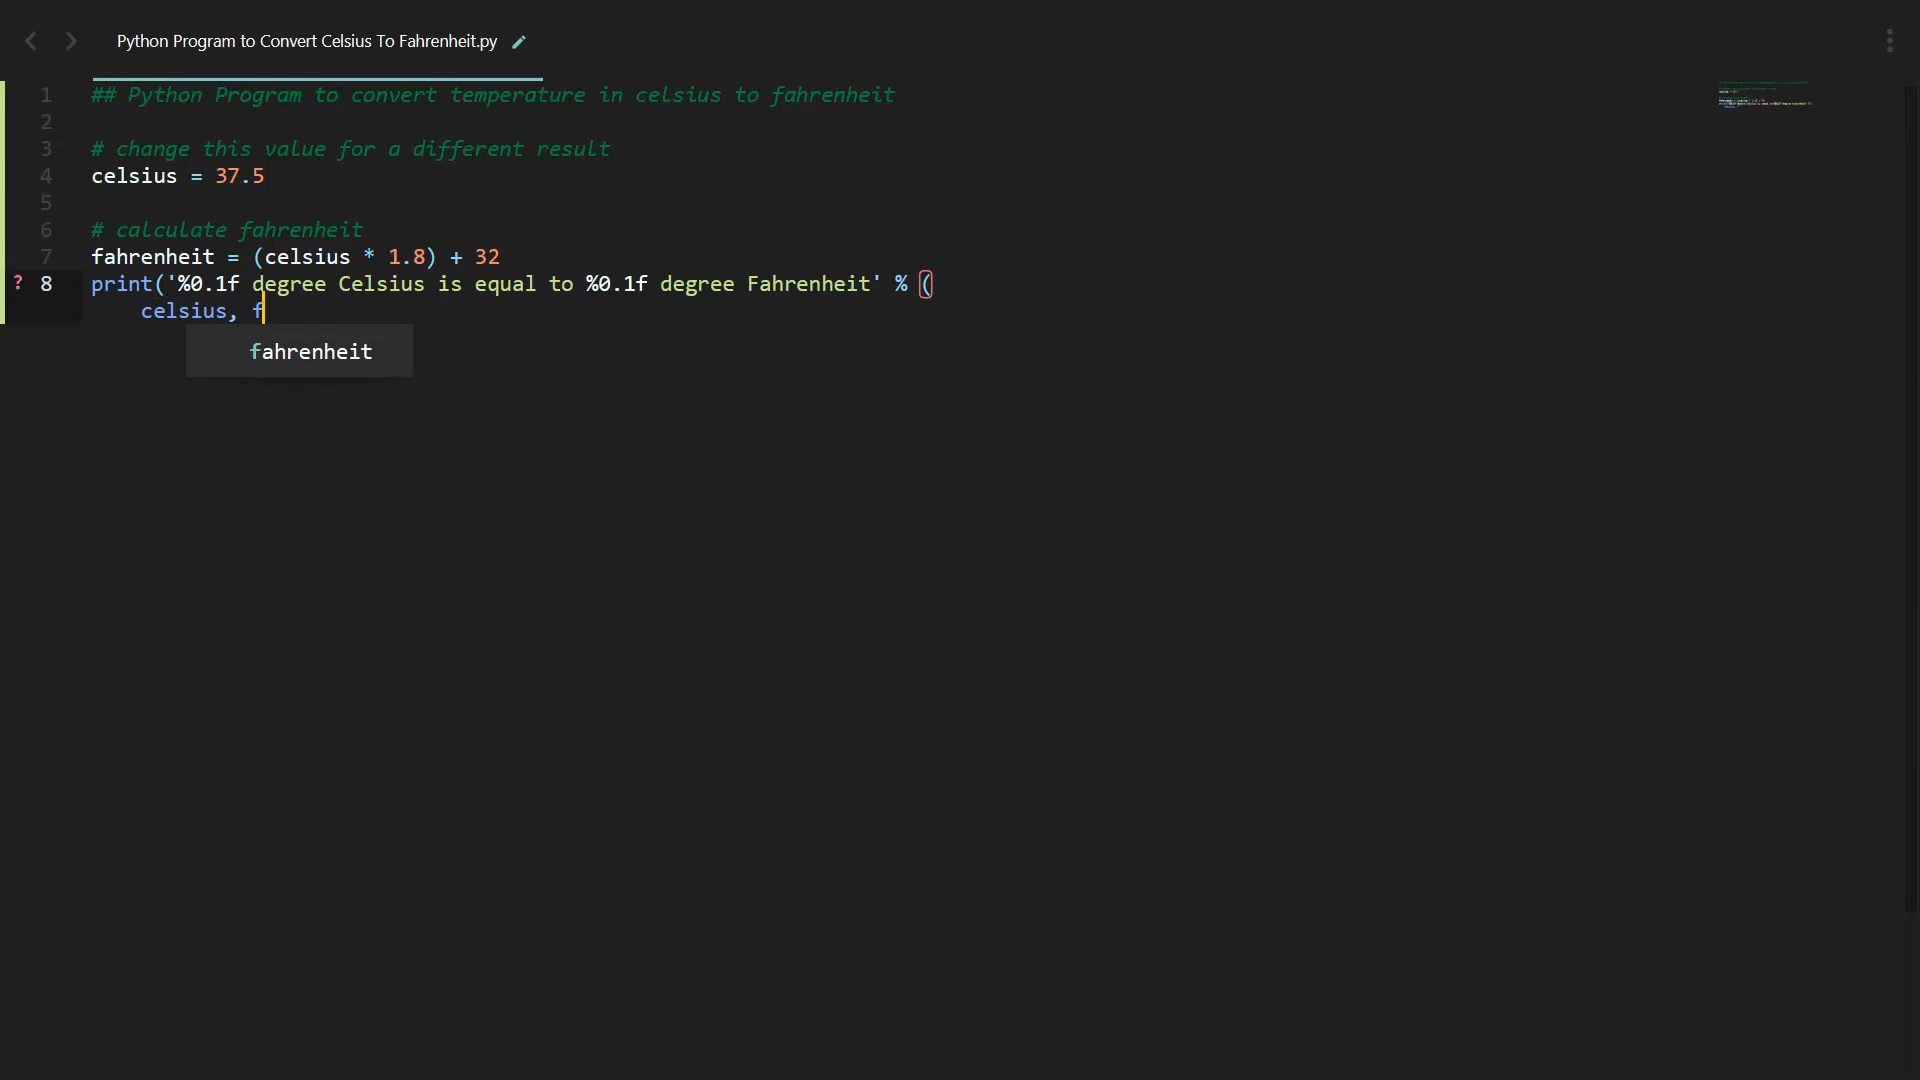 Python Program to Convert Celsius To Fahrenheit.py
1 ## Python Program to convert temperature in celsius to fahrenheit
2
3 # change this value for a different result
4 celsius = 37.5
5
6 # calculate fahrenheit
7 fahrenheit = (celsius * 1.8) + 32
? 8 print('%0.1f degree Celsius is equal to %0.1f degree Fahrenheit' % (
celsius, f
fahrenheit